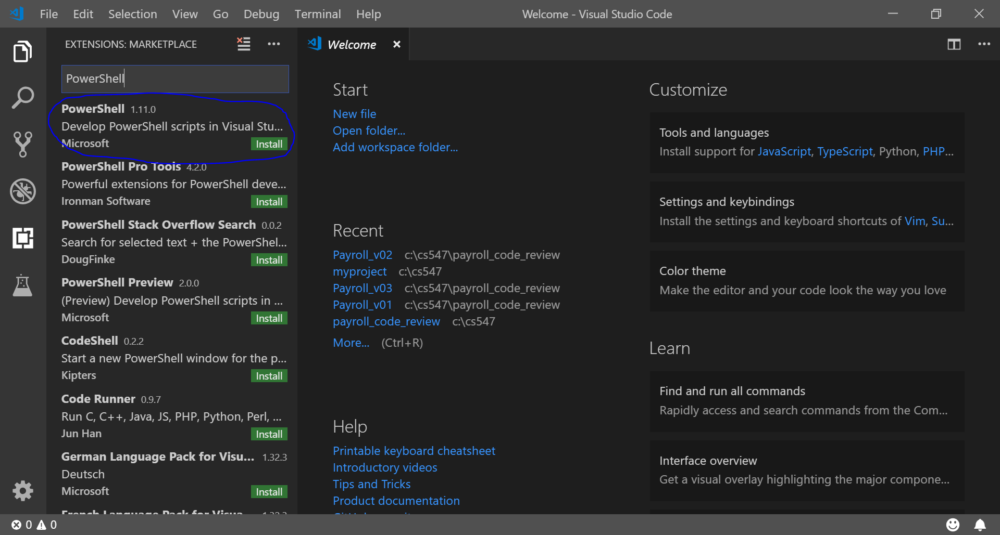 File Edit Selection View Go Debug Terminal Help Welcome - Visual Studio Code
EXTENSIONS: MARKETPLACE
PowerShell
PowerShell 1.11.0
Develop PowerShell scripts in Visual Stu...
Microsoft Install
PowerShell Pro Tools 4.2.0
Powerful extensions for PowerShell deve...
Ironman Software Install
PowerShell Stack Overflow Search 0.0.2
Search for selected text + the PowerShel...
DougFinke Install
PowerShell Preview 2.0.0
(Preview) Develop PowerShell scripts in ...
Microsoft Install
CodeShell 0.2.2
Start a new PowerShell window for the p...
Kipters Install
Code Runner 0.9.7
Run C, C++, Java, JS, PHP, Python, Perl, ...
Jun Han Install
German Language Pack for Visu... 1.32.3
Deutsch
Microsoft Install
French Language Pack for Visua...
Welcome
Start
New file
Open folder...
Add workspace folder...
Recent
Payroll_v02 c:\cs547\payroll_code_review
myproject c:\cs547
Payroll_v03 c:\cs547\payroll_code_review
Payroll_v01 c:\cs547\payroll_code_review
payroll_code_review c:\cs547
More... (Ctrl+R)
Help
Printable keyboard cheatsheet
Introductory videos
Tips and Tricks
Product documentation
Customize
Tools and languages
Install support for JavaScript, TypeScript, Python, PHP...
Settings and keybindings
Install the settings and keyboard shortcuts of Vim, Su...
Color theme
Make the editor and your code look the way you love
Learn
Find and run all commands
Rapidly access and search commands from the Com...
Interface overview
Get a visual overlay highlighting the major compone...
0 0